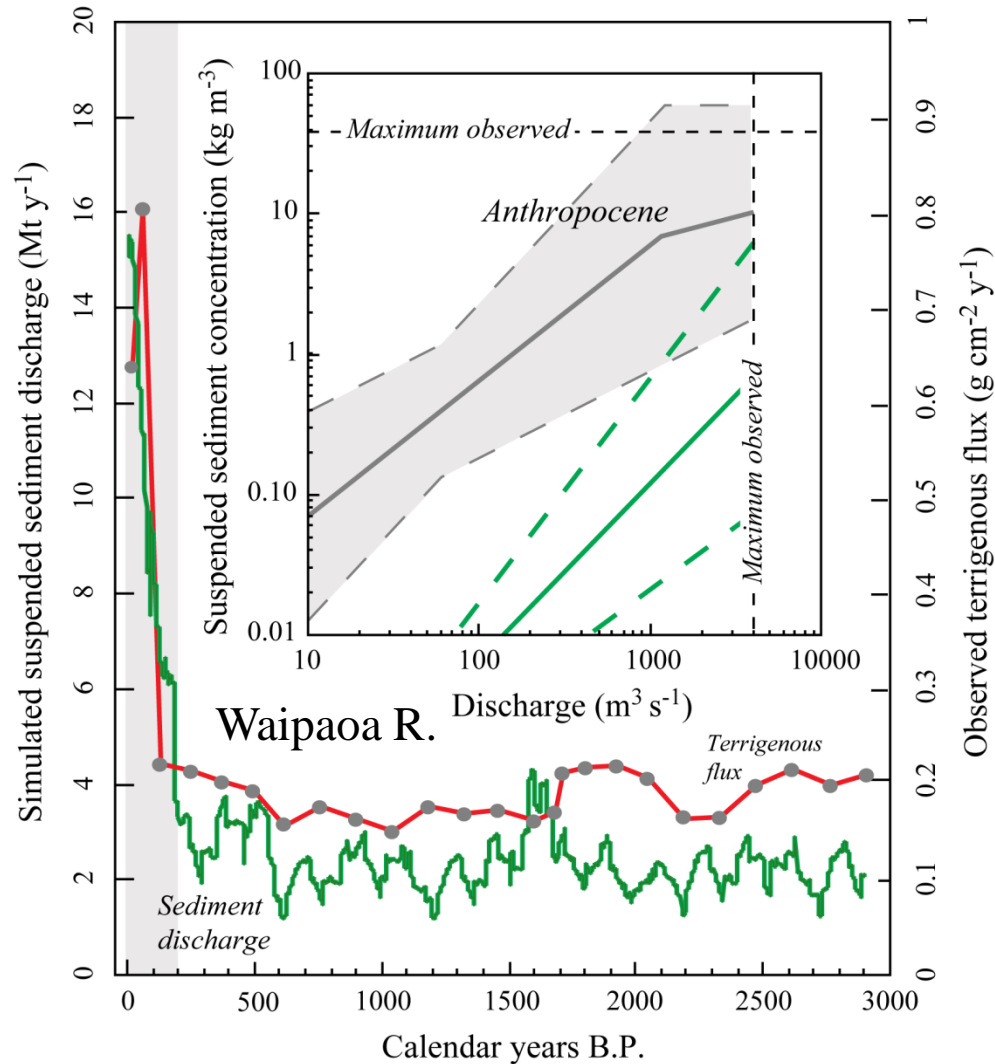 Simulated suspended sediment discharge (Mt y-1)
20
18
16
14
12
10
8
6
4
2
0
Suspended sediment concentration (kg m-3)
100
10
1
0.10
0.01
Maximum observed
Anthropocene
Maximum observed
10
100
1000
10000
Discharge (m3 s-1)
Waipaoa R.
Terrigenous
flux
Sediment
discharge
0
500
1000
1500
2000
2500
3000
Calendar years B.P.
1
0.9
0.8
0.7
0.6
0.5
0.4
0.3
0.2
0.1
0
Observed terrigenous flux (g cm-2 y-1)